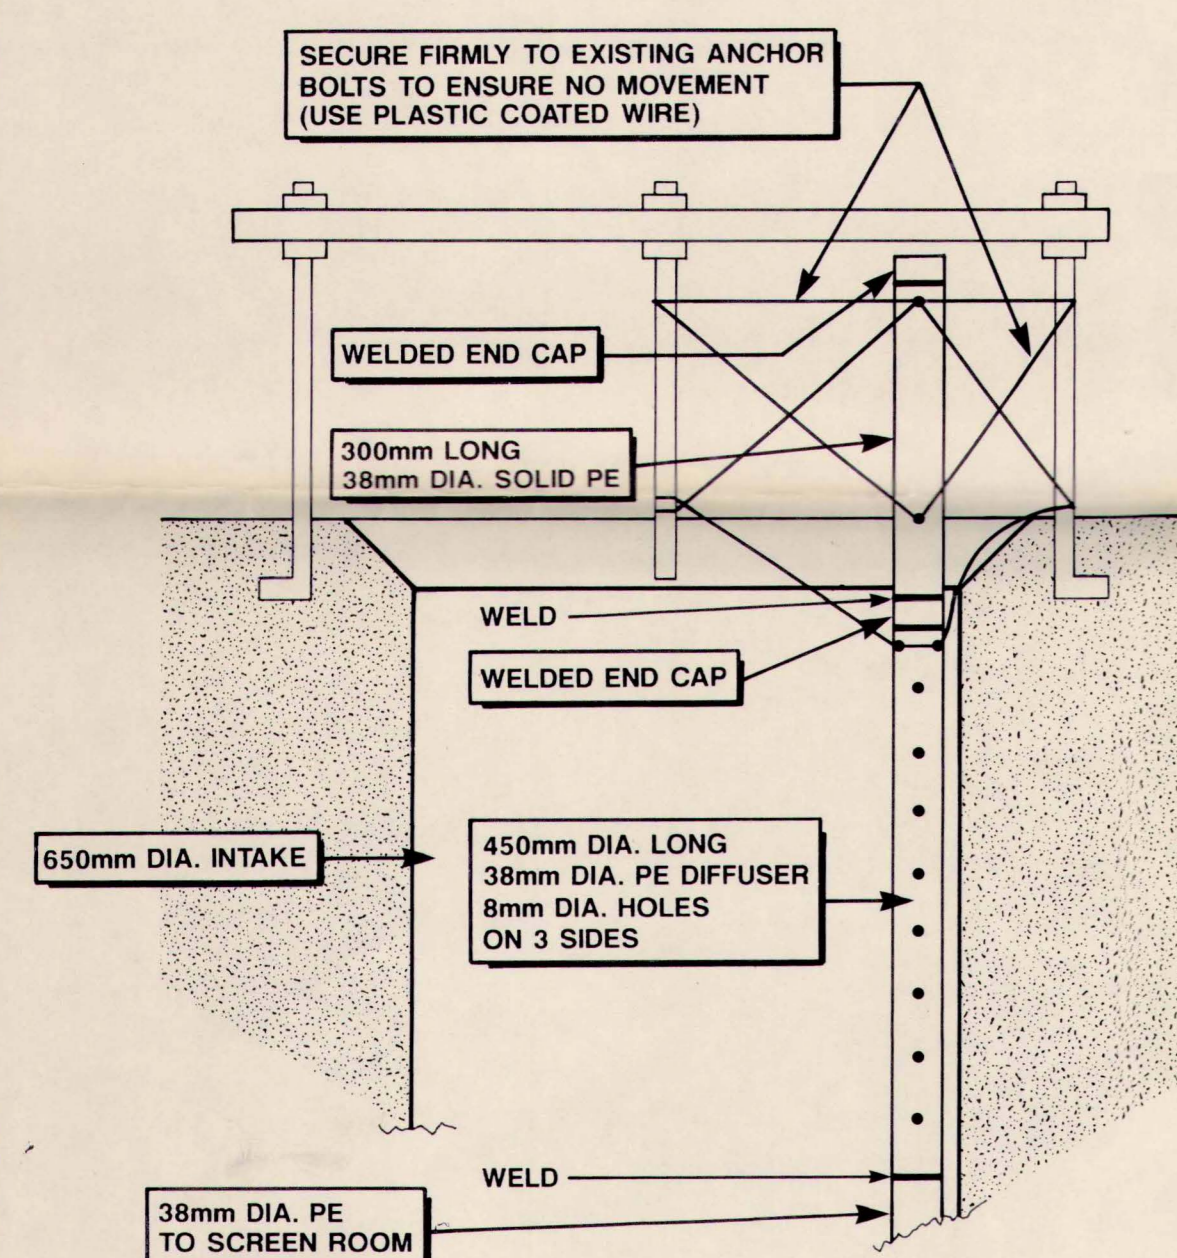 SECURE FIRMLY TO EXISTING ANCHOR
BOLTS TO ENSURE NO MOVEMENT
(USE PLASTIC COATED WIRE)
WELDED END CAP
300mm LONG
38mm DIA. SOLID PE
WELD
WELDED END CAP
650mm DIA. INTAKE
450mm DIA. LONG
38mm DIA. PE DIFFUSER
8mm DIA. HOLES
ON 3 SIDES
WELD
38mm DIA. PE
TO SCREEN ROOM